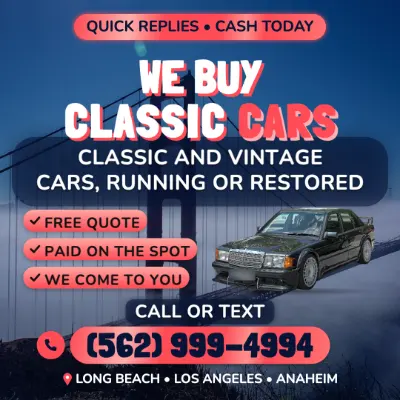 QUICK REPLIES • CASH TODAY
WE BUY
CLASSIC CARS
CLASSIC AND VINTAGE
CARS, RUNNING OR RESTORED
FREE QUOTE
PAID ON THE SPOT
WE COME TO YOU
CALL OR TEXT
(562) 999-4994
LONG BEACH • LOS ANGELES • ANAHEIM